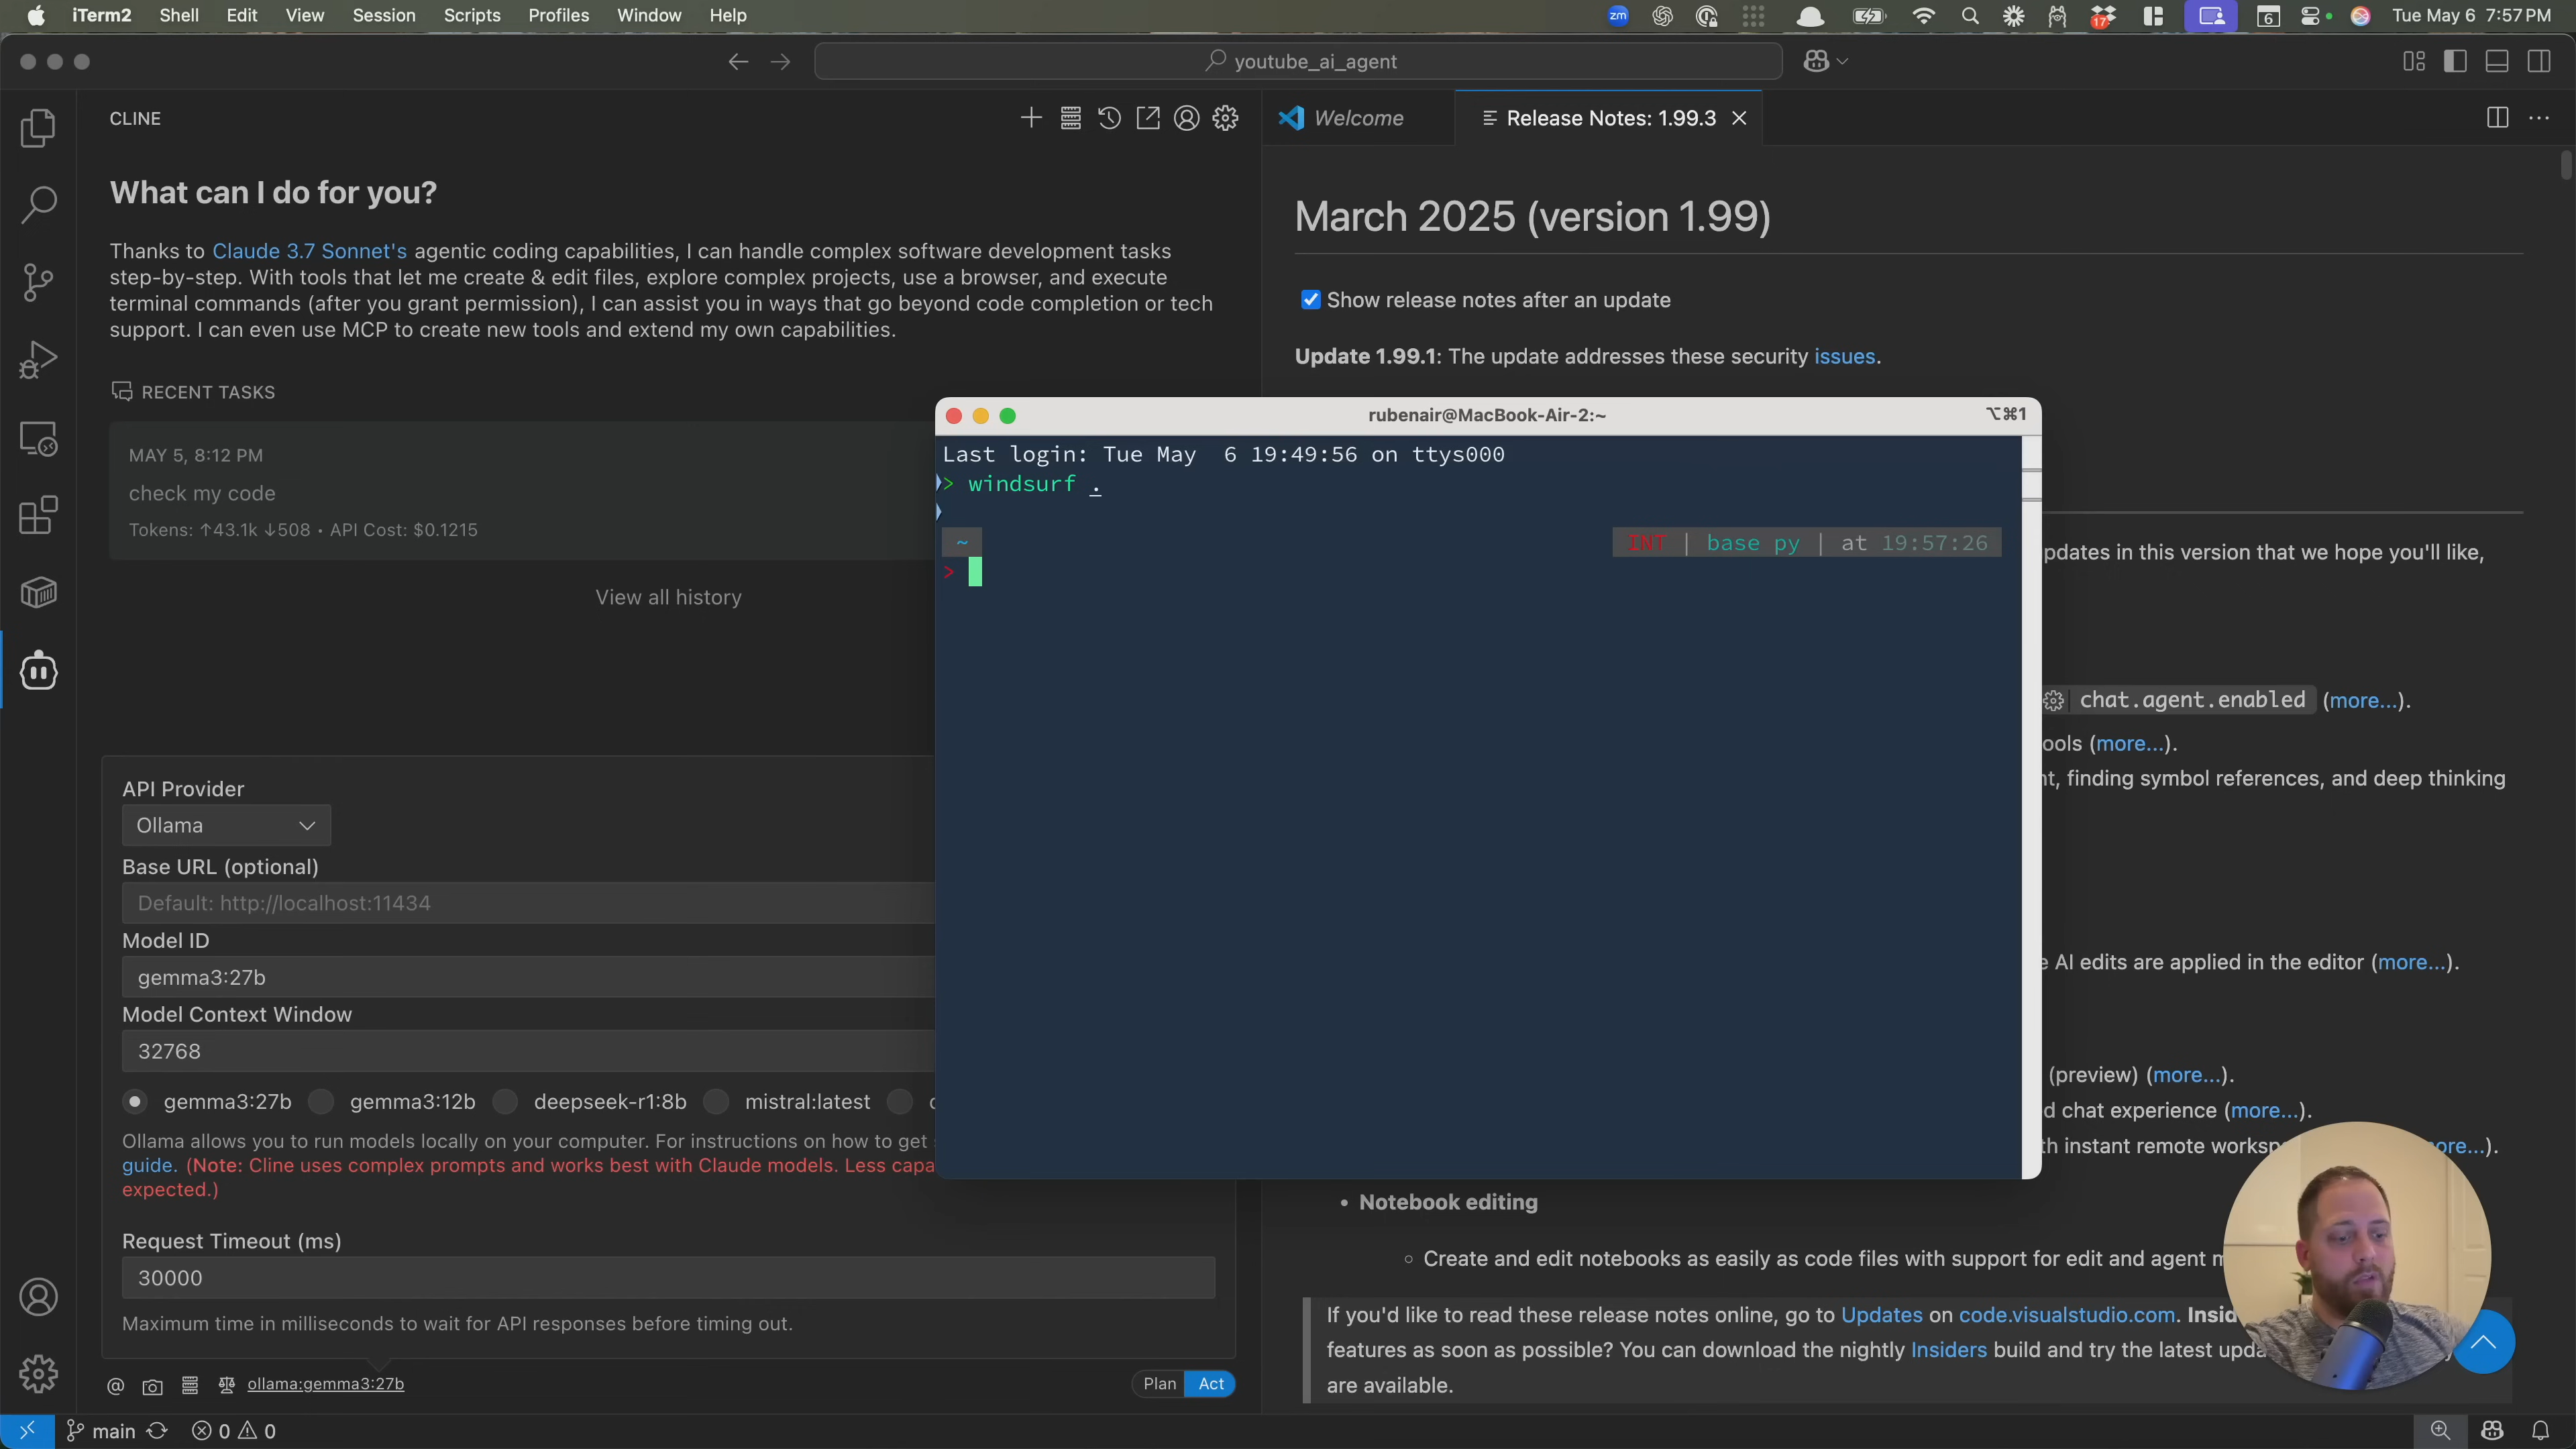 iTerm2 Shell Edit View Session Scripts Profiles Window Help
zm 17 6 Tue May 6 7:57 PM
youtube_ai_agent
CLINE
What can I do for you?
Thanks to Claude 3.7 Sonnet's agentic coding capabilities, I can handle complex software development tasks
step-by-step. With tools that let me create & edit files, explore complex projects, use a browser, and execute
terminal commands (after you grant permission), I can assist you in ways that go beyond code completion or tech
support. I can even use MCP to create new tools and extend my own capabilities.
RECENT TASKS
MAY 5, 8:12 PM
check my code
Tokens: ↑43.1k ↓508 • API Cost: $0.1215
View all history
API Provider
Ollama
Base URL (optional)
Default: http://localhost:11434
Model ID
gemma3:27b
Model Context Window
32768
gemma3:27b gemma3:12b deepseek-r1:8b mistral:latest
Ollama allows you to run models locally on your computer. For instructions on how to get
guide. (Note: Cline uses complex prompts and works best with Claude models. Less capa
expected.)
Request Timeout (ms)
30000
Maximum time in milliseconds to wait for API responses before timing out.
@ ollama:gemma3:27b Plan Act
main 0 0
Welcome
Release Notes: 1.99.3
March 2025 (version 1.99)
Show release notes after an update
Update 1.99.1: The update addresses these security issues.
rubenair@MacBook-Air-2:~
⌥⌘1
Last login: Tue May  6 19:49:56 on ttys000
> windsurf .
~ INT | base py | at 19:57:26
>
pdates in this version that we hope you'll like,
chat.agent.enabled (more...).
ools (more...).
nt, finding symbol references, and deep thinking
e AI edits are applied in the editor (more...).
(preview) (more...).
d chat experience (more...).
th instant remote worksp ore...).
• Notebook editing
◦ Create and edit notebooks as easily as code files with support for edit and agent
If you'd like to read these release notes online, go to Updates on code.visualstudio.com. Insid
features as soon as possible? You can download the nightly Insiders build and try the latest upda
are available.